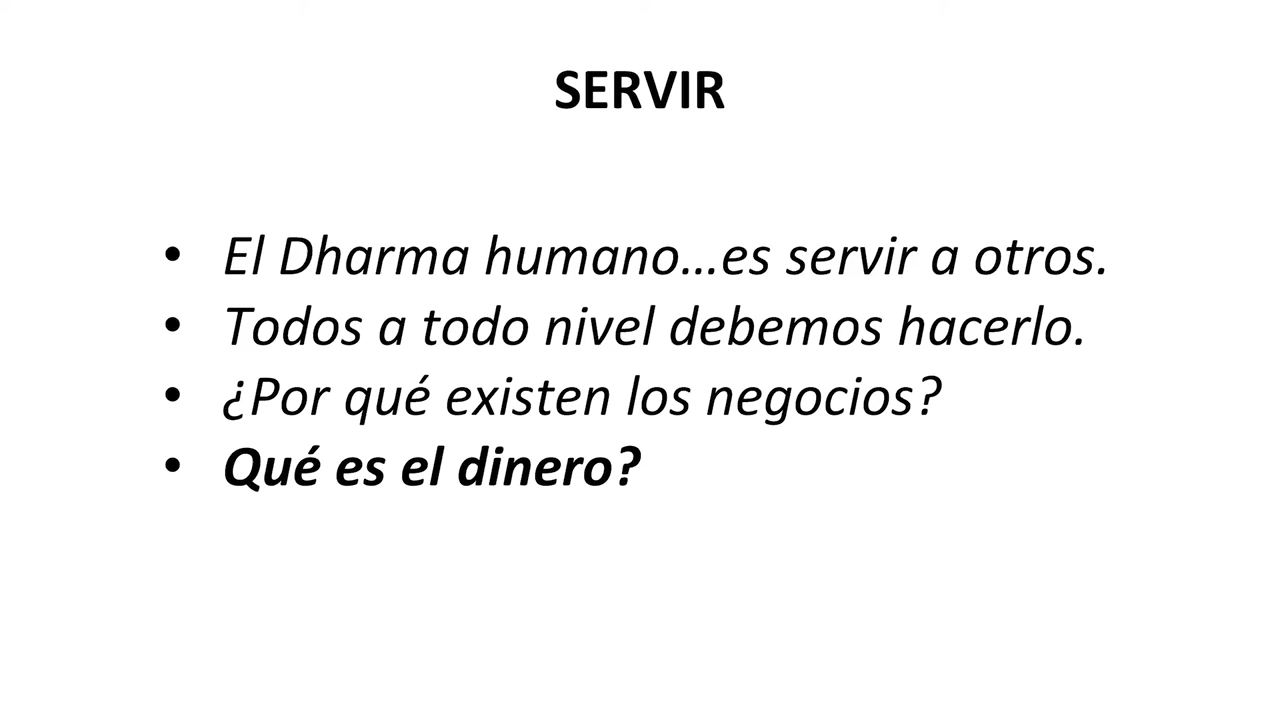 SERVIR
• El Dharma humano...es servir a otros.
• Todos a todo nivel debemos hacerlo.
• ¿Por qué existen los negocios?
• Qué es el dinero?